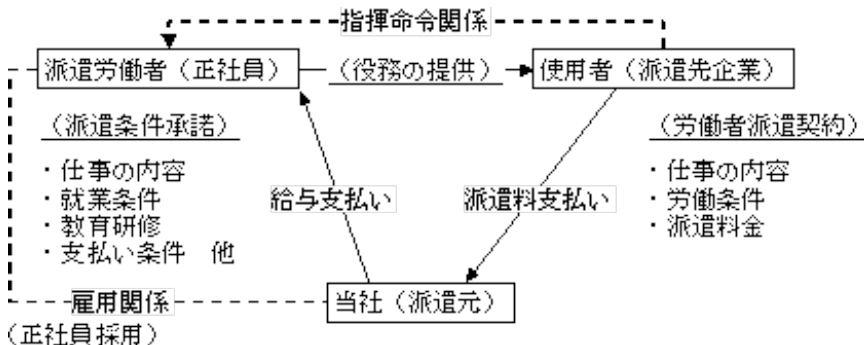 指揮命令関係
派遣労働者（正社員）
（役務の提供）
使用者（派遣先企業）
（派遣条件承諾）
・仕事の内容
・就業条件
・教育研修
・支払い条件　他
給与支払い
派遣料支払い
（労働者派遣契約）
・仕事の内容
・労働条件
・派遣料金
雇用関係
（正社員採用）
当社（派遣元）